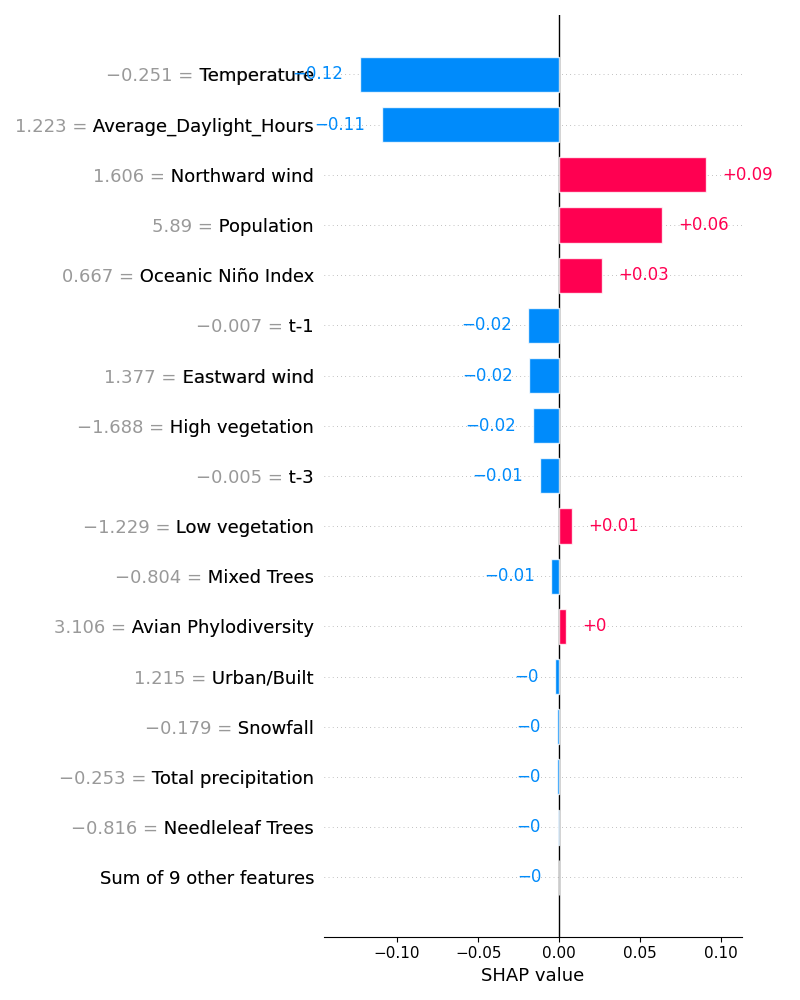 −0.251 = Temperature −0.12
1.223 = Average_Daylight_Hours −0.11
1.606 = Northward wind +0.09
5.89 = Population +0.06
0.667 = Oceanic Niño Index +0.03
−0.007 = t-1 −0.02
1.377 = Eastward wind −0.02
−1.688 = High vegetation −0.02
−0.005 = t-3 −0.01
−1.229 = Low vegetation +0.01
−0.804 = Mixed Trees −0.01
3.106 = Avian Phylodiversity +0
1.215 = Urban/Built −0
−0.179 = Snowfall −0
−0.253 = Total precipitation −0
−0.816 = Needleleaf Trees −0
Sum of 9 other features −0
−0.10 −0.05 0.00 0.05 0.10
SHAP value